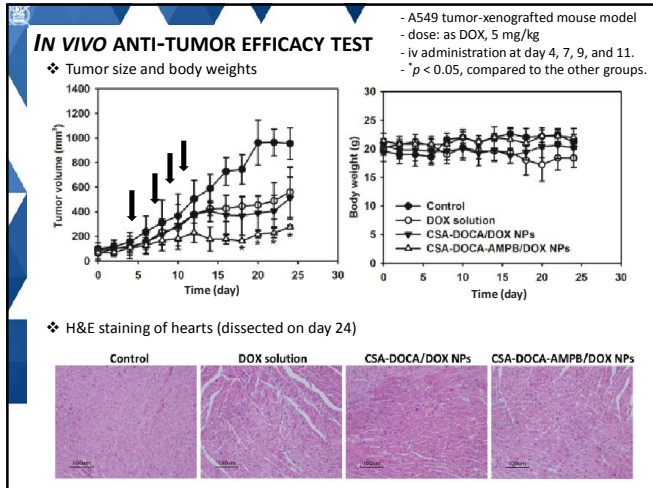 IN VIVO ANTI-TUMOR EFFICACY TEST
- A549 tumor-xenografted mouse model
- dose: as DOX, 5 mg/kg
- iv administration at day 4, 7, 9, and 11.
- *p < 0.05, compared to the other groups.
❖ Tumor size and body weights
Tumor volume (mm³)
1400
1200
1000
800
600
400
200
0
* * * *
0 5 10 15 20 25 30
Time (day)
Body weight (g)
30
25
20
15
10
5
0
Control
DOX solution
CSA-DOCA/DOX NPs
CSA-DOCA-AMPB/DOX NPs
0 5 10 15 20 25 30
Time (day)
❖ H&E staining of hearts (dissected on day 24)
Control DOX solution CSA-DOCA/DOX NPs CSA-DOCA-AMPB/DOX NPs
100um 100um 100um 100um